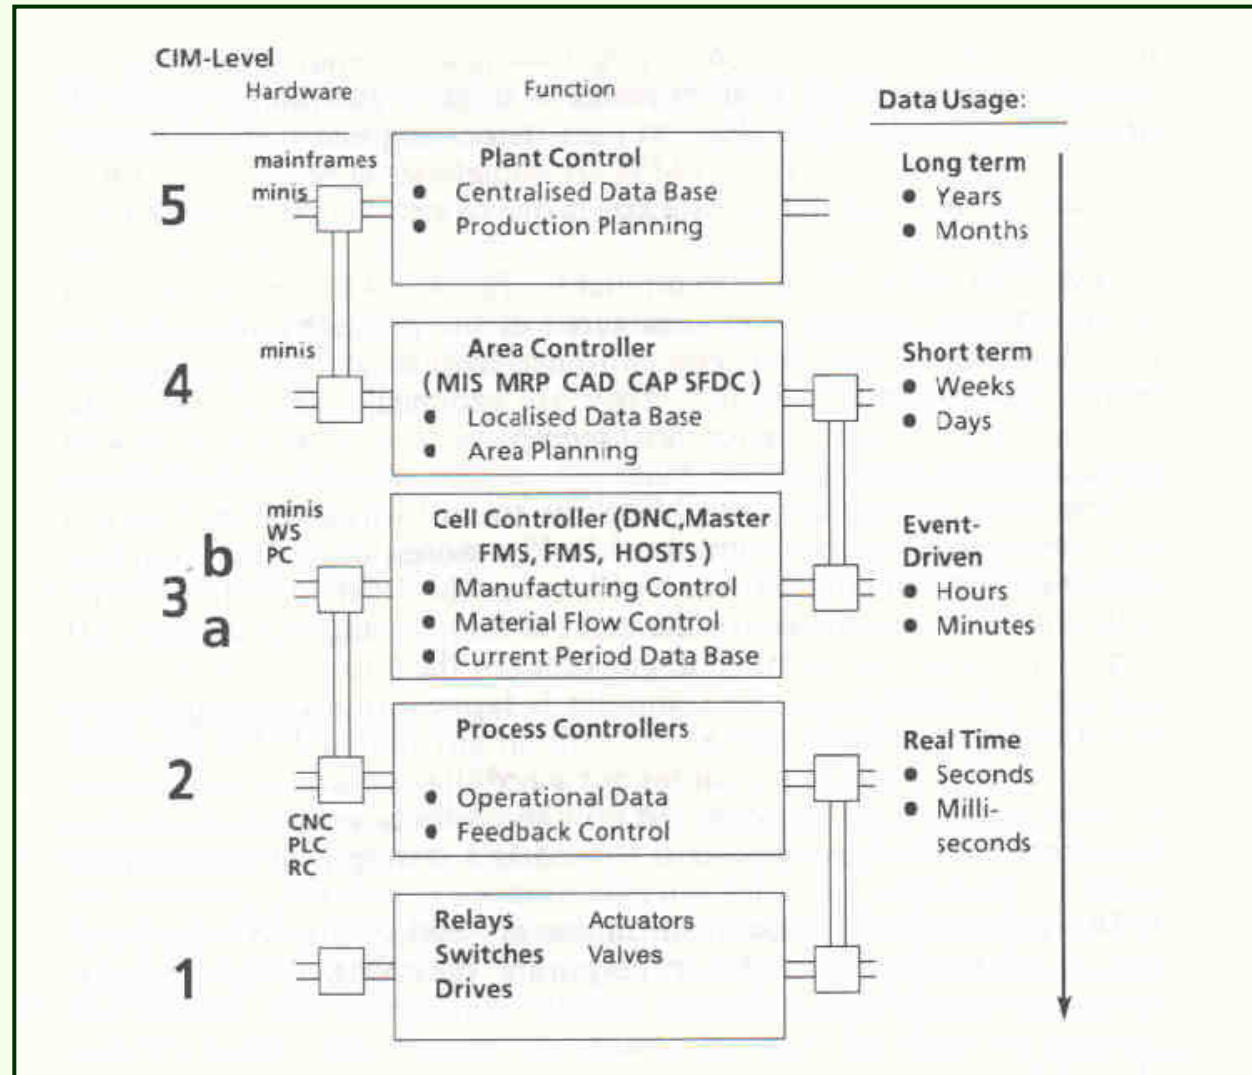 CIM-Level
Hardware
Function
Data Usage:
5
mainframes
minis
Plant Control
● Centralised Data Base
● Production Planning
Long term
● Years
● Months
4
minis
Area Controller
( MIS MRP CAD CAP SFDC )
● Localised Data Base
● Area Planning
Short term
● Weeks
● Days
3
b
a
minis
WS
PC
Cell Controller (DNC,Master
FMS, FMS, HOSTS )
● Manufacturing Control
● Material Flow Control
● Current Period Data Base
Event-
Driven
● Hours
● Minutes
2
CNC
PLC
RC
Process Controllers
● Operational Data
● Feedback Control
Real Time
● Seconds
● Milli-
seconds
1
Relays Actuators
Switches Valves
Drives